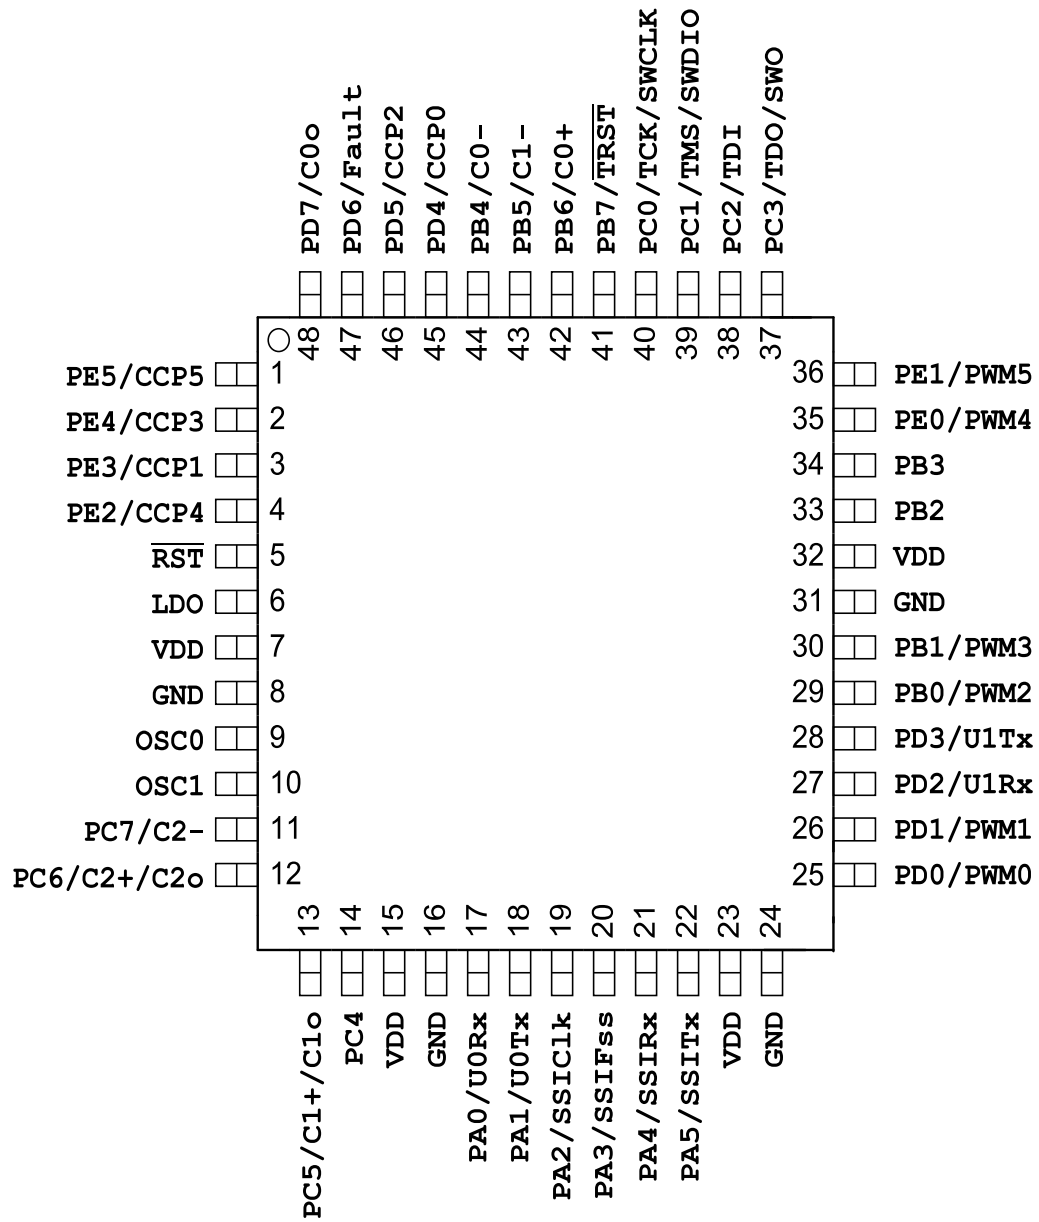 PD7/C0o
PD6/Fault
PD5/CCP2
PD4/CCP0
PB4/C0-
PB5/C1-
PB6/C0+
PB7/TRST
PC0/TCK/SWCLK
PC1/TMS/SWDIO
PC2/TDI
PC3/TDO/SWO
48
47
46
45
44
43
42
41
40
39
38
37
PE5/CCP5 1
PE4/CCP3 2
PE3/CCP1 3
PE2/CCP4 4
RST 5
LDO 6
VDD 7
GND 8
OSC0 9
OSC1 10
PC7/C2- 11
PC6/C2+/C2o 12
36 PE1/PWM5
35 PE0/PWM4
34 PB3
33 PB2
32 VDD
31 GND
30 PB1/PWM3
29 PB0/PWM2
28 PD3/U1Tx
27 PD2/U1Rx
26 PD1/PWM1
25 PD0/PWM0
13
14
15
16
17
18
19
20
21
22
23
24
PC5/C1+/C1o
PC4
VDD
GND
PA0/U0Rx
PA1/U0Tx
PA2/SSIClk
PA3/SSIFss
PA4/SSIRx
PA5/SSITx
VDD
GND